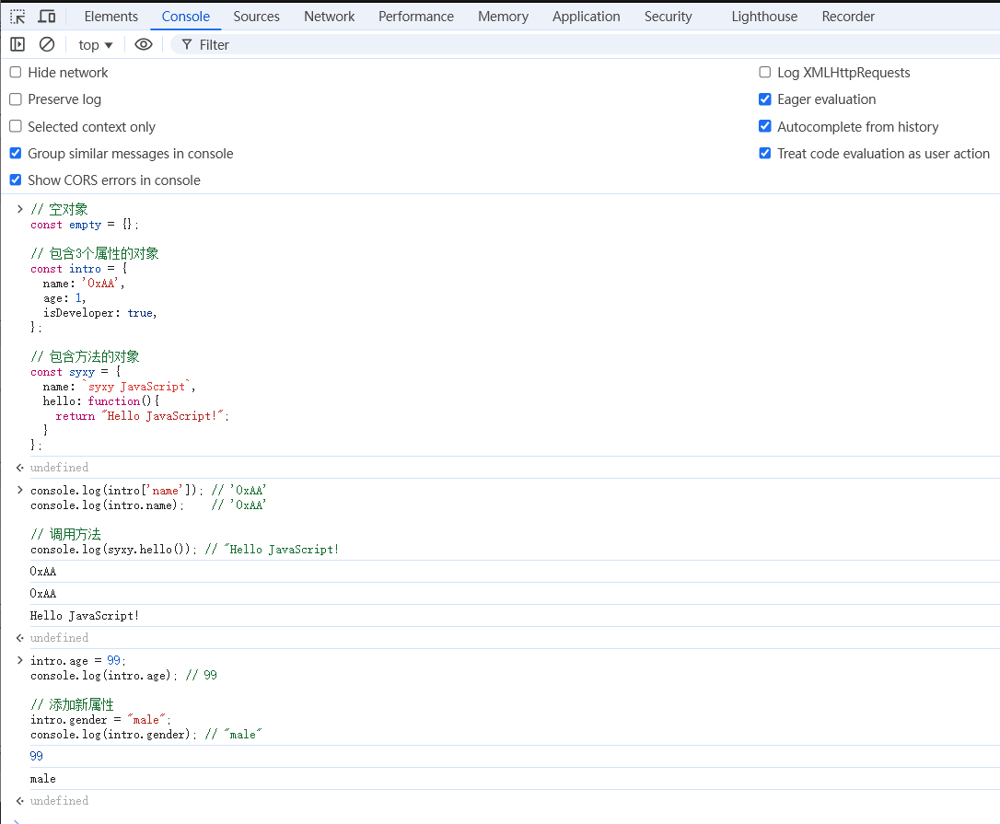 Elements Console Sources Network Performance Memory Application Security Lighthouse Recorder
top Filter
Hide network Log XMLHttpRequests
Preserve log Eager evaluation
Selected context only Autocomplete from history
Group similar messages in console Treat code evaluation as user action
Show CORS errors in console
// 空对象
const empty = {};
// 包含3个属性的对象
const intro = {
name: '0xAA',
age: 1,
isDeveloper: true,
};
// 包含方法的对象
const syxy = {
name: `syxy JavaScript`,
hello: function(){
return "Hello JavaScript!";
}
};
undefined
console.log(intro['name']); // '0xAA'
console.log(intro.name); // '0xAA'
// 调用方法
console.log(syxy.hello()); // "Hello JavaScript!
0xAA
0xAA
Hello JavaScript!
undefined
intro.age = 99;
console.log(intro.age); // 99
// 添加新属性
intro.gender = "male";
console.log(intro.gender); // "male"
99
male
undefined